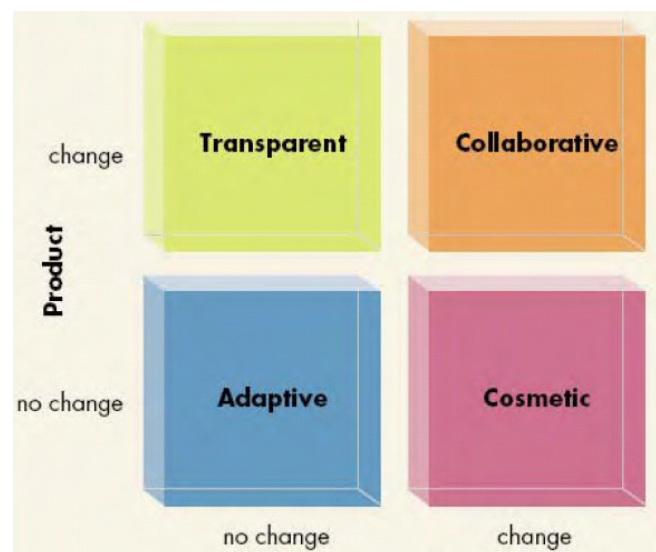 change
Transparent
Collaborative
Product
no change
Adaptive
Cosmetic
no change
change